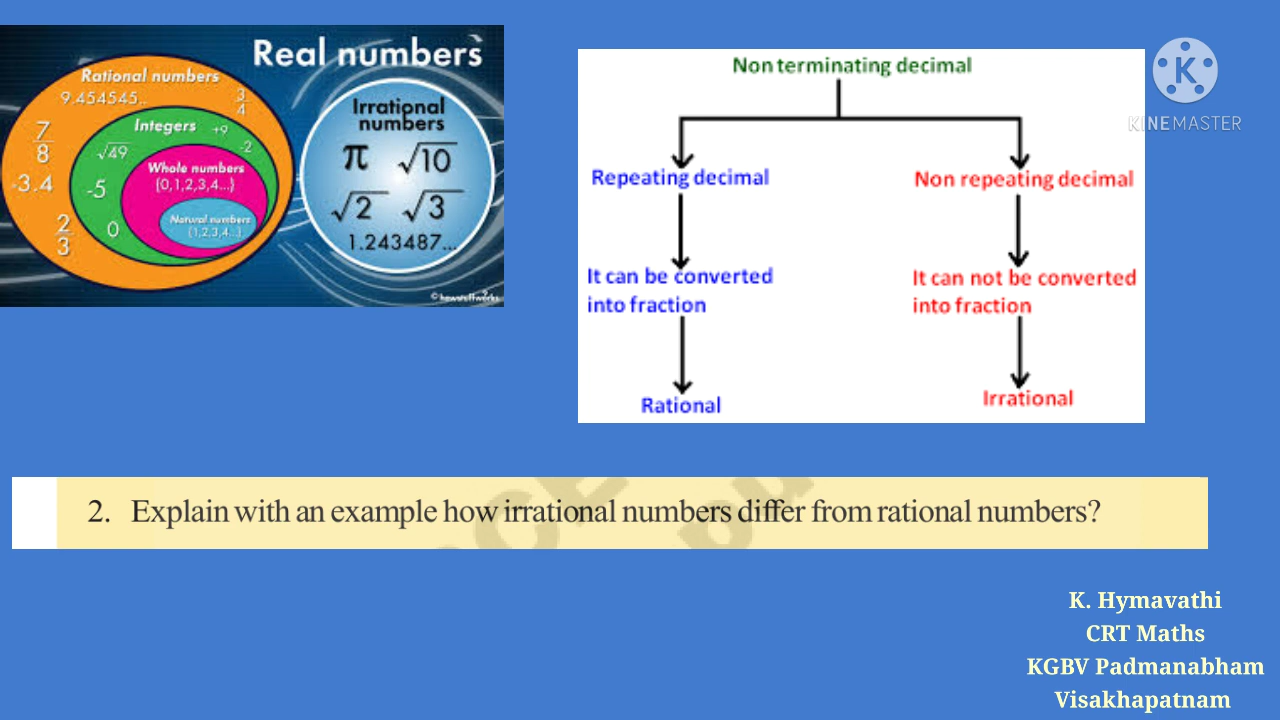 Real numbers
Rational numbers
9.454545..
3/4
7/8
-3.4
2/3
Integers
+9
√49
-2
-5
0
Whole numbers
{0,1,2,3,4...}
Natural numbers
{1,2,3,4...}
Irrational
numbers
π √10
√2 √3
1.243487...
© howstuffworks
Non terminating decimal
Repeating decimal
Non repeating decimal
It can be converted
into fraction
It can not be converted
into fraction
Rational
Irrational
K
KINEMASTER
2. Explain with an example how irrational numbers differ from rational numbers?
K. Hymavathi
CRT Maths
KGBV Padmanabham
Visakhapatnam